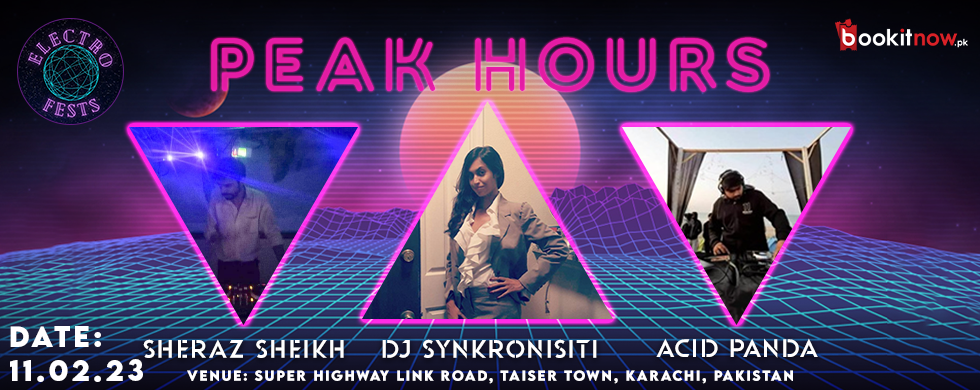 ELECTRO
FESTS
PEAK HOURS
bookitnow.pk
DATE:
11.02.23
SHERAZ SHEIKH
DJ SYNKRONISITI
ACID PANDA
VENUE: SUPER HIGHWAY LINK ROAD, TAISER TOWN, KARACHI, PAKISTAN